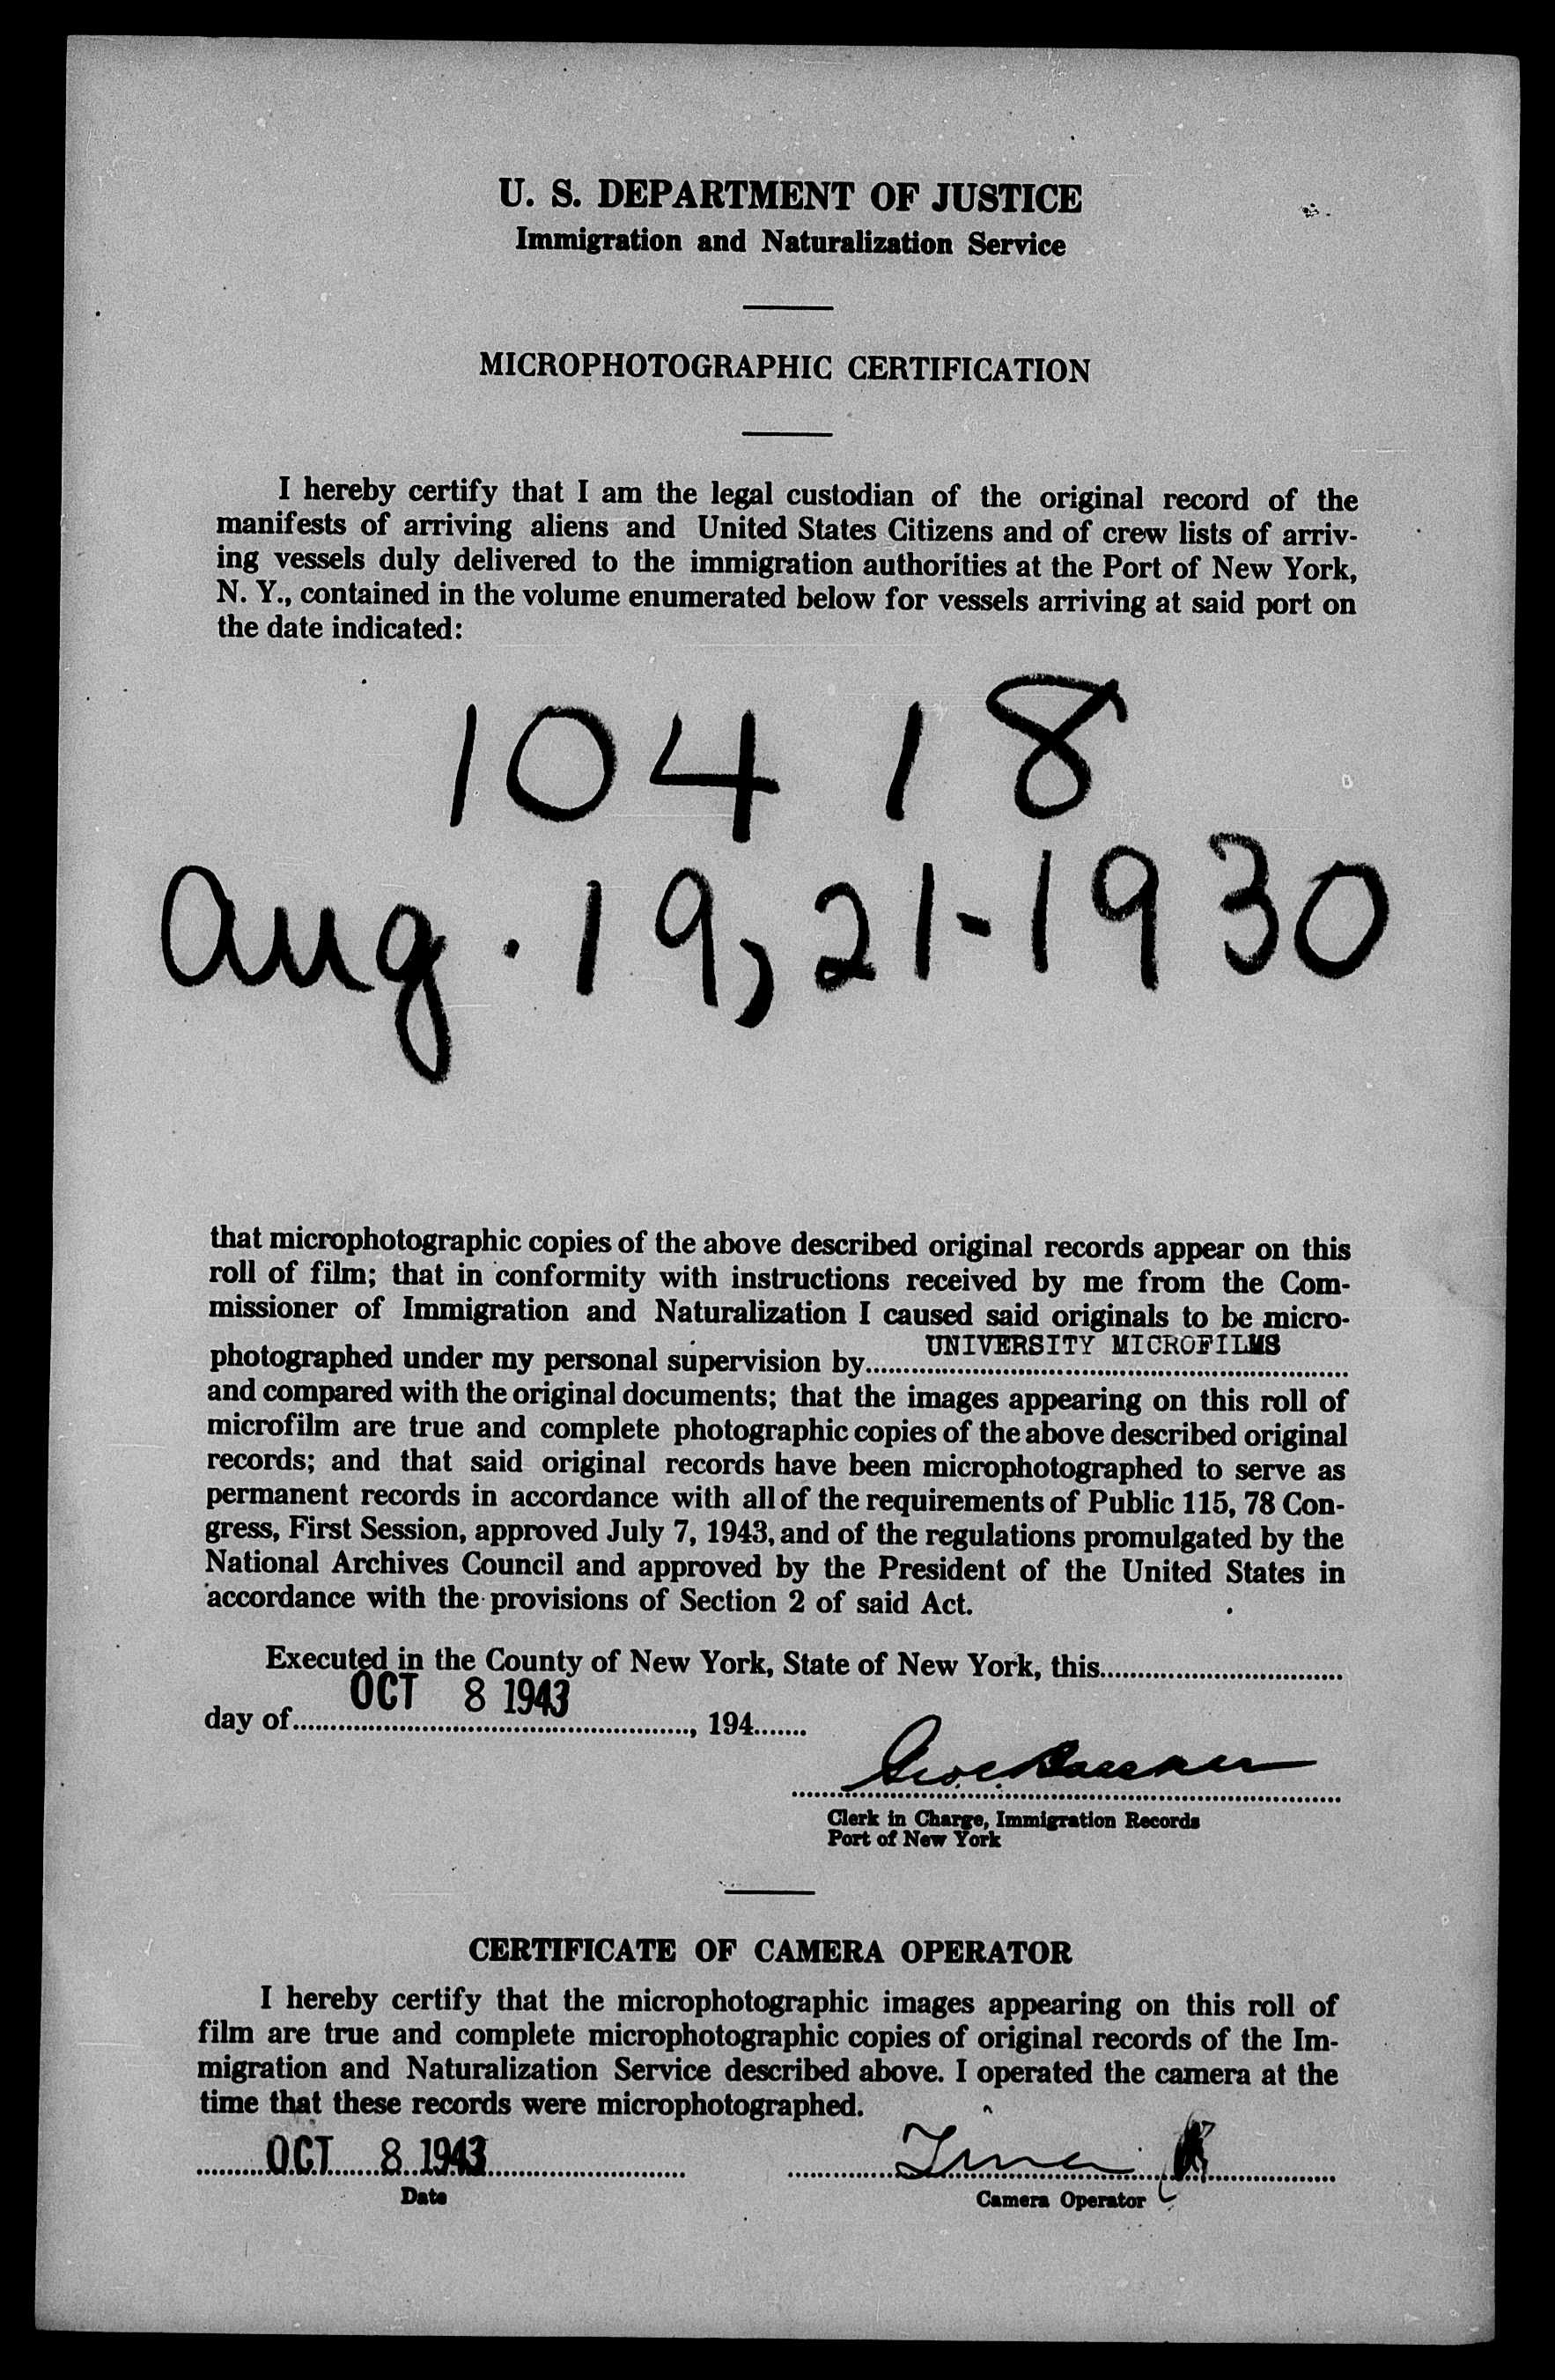 U. S. DEPARTMENT OF JUSTICE
Immigration and Naturalization Service
MICROPHOTOGRAPHIC CERTIFICATION
I hereby certify that I am the legal custodian of the original record of the
manifests of arriving aliens and United States Citizens and of crew lists of arriv-
ing vessels duly delivered to the immigration authorities at the Port of New York,
N. Y., contained in the volume enumerated below for vessels arriving at said port on
the date indicated:
10418
Aug. 19, 21-1930
that microphotographic copies of the above described original records appear on this
roll of film; that in conformity with instructions received by me from the Com-
missioner of Immigration and Naturalization I caused said originals to be micro-
UNIVERSITY MICROFILMS
photographed under my personal supervision by
and compared with the original documents; that the images appearing on this roll of
microfilm are true and complete photographic copies of the above described original
records; and that said original records have been microphotographed to serve as
permanent records in accordance with all of the requirements of Public 115, 78 Con-
gress, First Session, approved July 7, 1943, and of the regulations promulgated by the
National Archives Council and approved by the President of the United States in
accordance with the provisions of Section 2 of said Act.
Executed in the County of New York, State of New York, this
OCT 8 1943
day of, 194
Clerk in Charge, Immigration Records
Port of New York
CERTIFICATE OF CAMERA OPERATOR
I hereby certify that the microphotographic images appearing on this roll of
film are true and complete microphotographic copies of original records of the Im-
migration and Naturalization Service described above. I operated the camera at the
time that these records were microphotographed.
OCT 8 1943
Date
Camera Operator